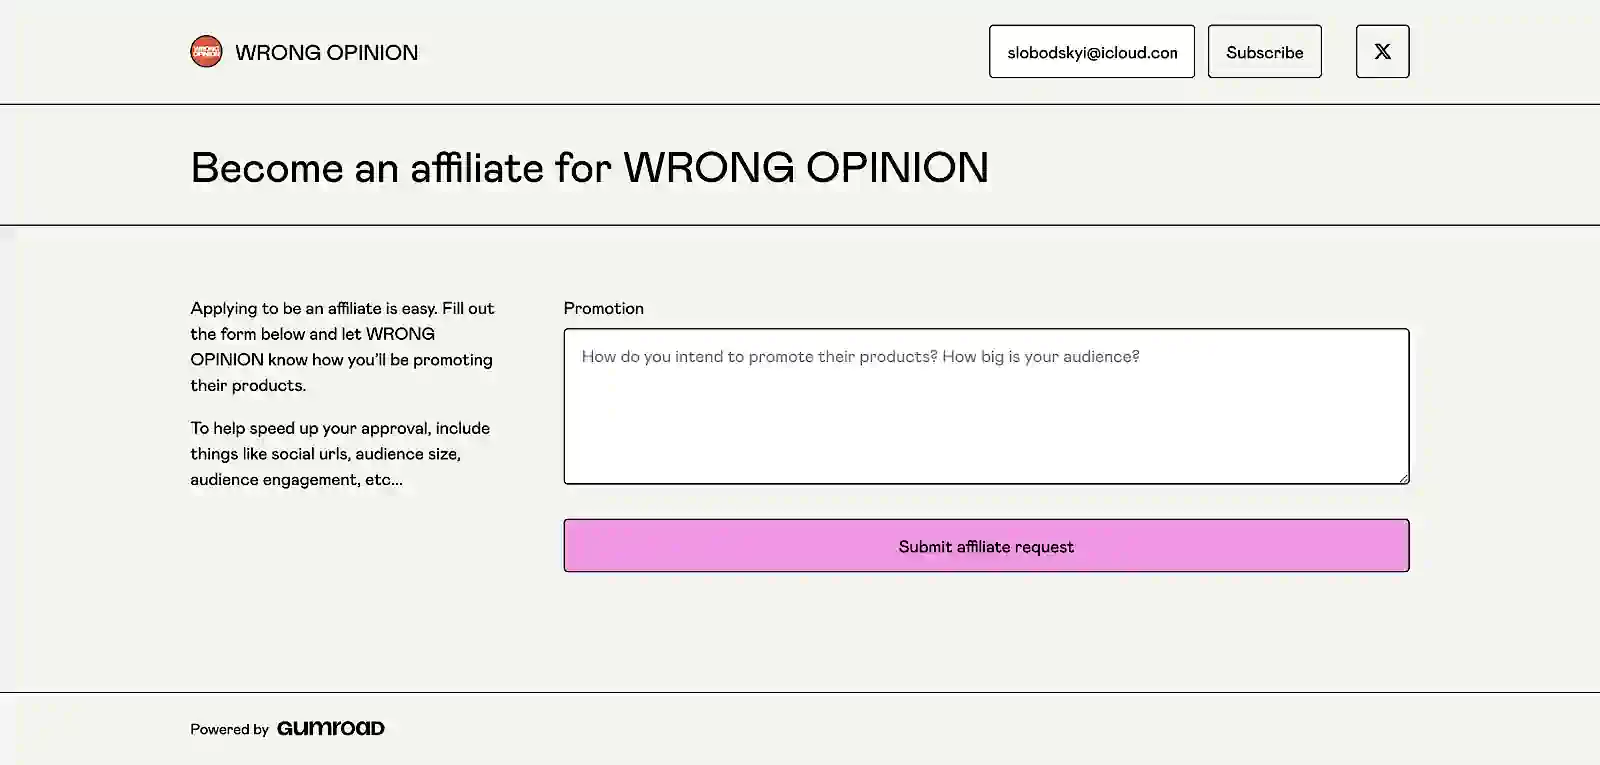 WRONG OPINION
WRONG OPINION
slobodskyi@icloud.con
Subscribe
X
Become an affiliate for WRONG OPINION
Applying to be an affiliate is easy. Fill out
the form below and let WRONG
OPINION know how you'll be promoting
their products.
To help speed up your approval, include
things like social urls, audience size,
audience engagement, etc...
Promotion
How do you intend to promote their products? How big is your audience?
Submit affiliate request
Powered by GUMROAD